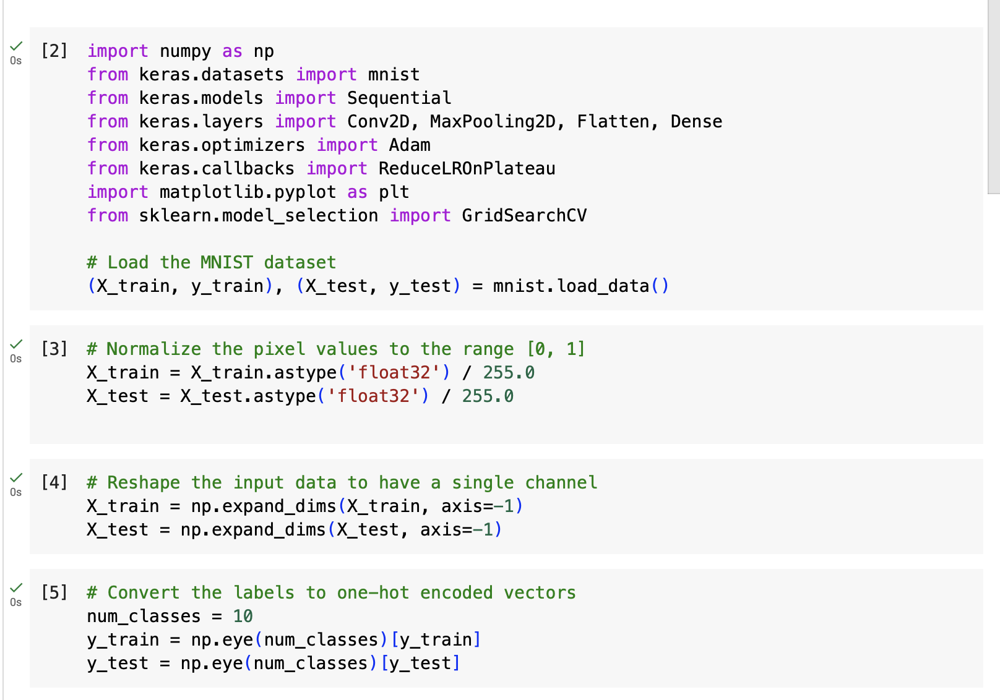 [2] import numpy as np
0s
from keras.datasets import mnist
from keras.models import Sequential
from keras.layers import Conv2D, MaxPooling2D, Flatten, Dense
from keras.optimizers import Adam
from keras.callbacks import ReduceLROnPlateau
import matplotlib.pyplot as plt
from sklearn.model_selection import GridSearchCV
# Load the MNIST dataset
(X_train, y_train), (X_test, y_test) = mnist.load_data()
[3] # Normalize the pixel values to the range [0, 1]
0s
X_train = X_train.astype('float32') / 255.0
X_test = X_test.astype('float32') / 255.0
[4] # Reshape the input data to have a single channel
0s
X_train = np.expand_dims(X_train, axis=-1)
X_test = np.expand_dims(X_test, axis=-1)
[5] # Convert the labels to one-hot encoded vectors
0s
num_classes = 10
y_train = np.eye(num_classes)[y_train]
y_test = np.eye(num_classes)[y_test]